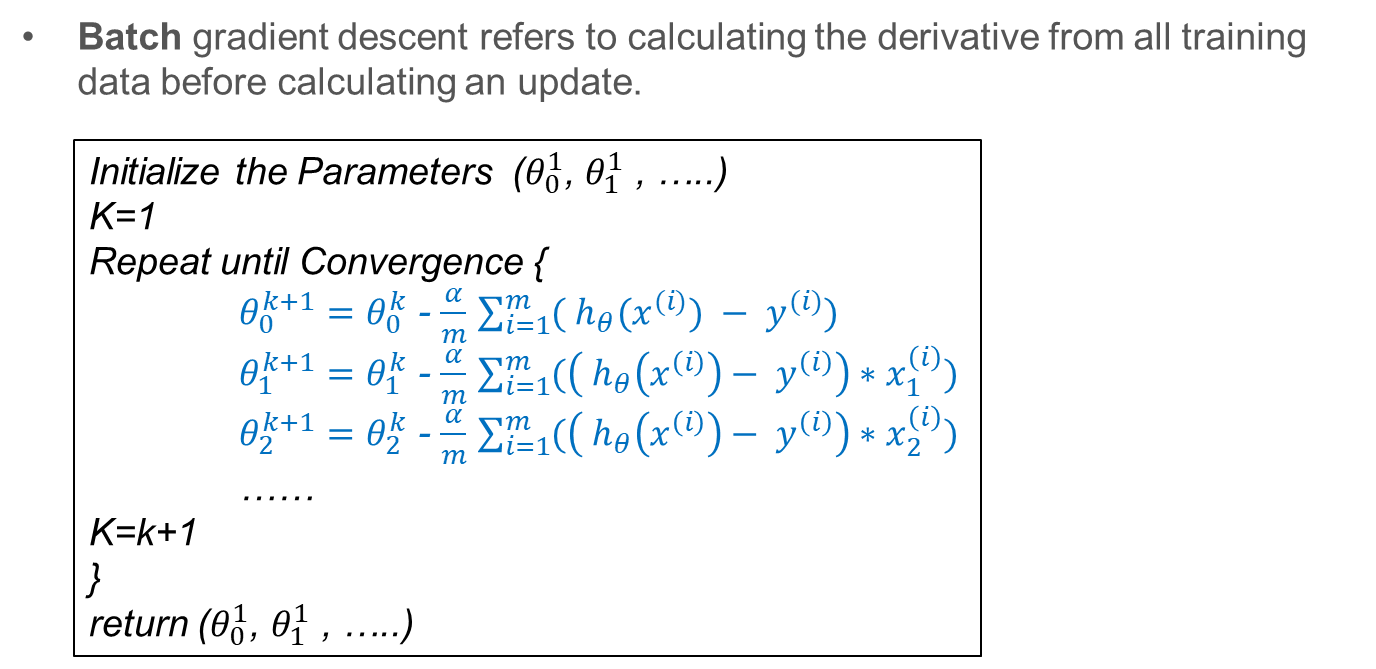 • Batch gradient descent refers to calculating the derivative from all training
data before calculating an update.
Initialize the Parameters (θ₀¹, θ₁¹ , …..)
K=1
Repeat until Convergence {
θ₀ᵏ⁺¹ = θ₀ᵏ - α/m ∑ᵢ₌₁ᵐ( h_θ(x⁽ⁱ⁾) − y⁽ⁱ⁾)
θ₁ᵏ⁺¹ = θ₁ᵏ - α/m ∑ᵢ₌₁ᵐ(( h_θ(x⁽ⁱ⁾) − y⁽ⁱ⁾) ∗ x₁⁽ⁱ⁾)
θ₂ᵏ⁺¹ = θ₂ᵏ - α/m ∑ᵢ₌₁ᵐ(( h_θ(x⁽ⁱ⁾) − y⁽ⁱ⁾) ∗ x₂⁽ⁱ⁾)
……
K=k+1
}
return (θ₀¹, θ₁¹ , …..)